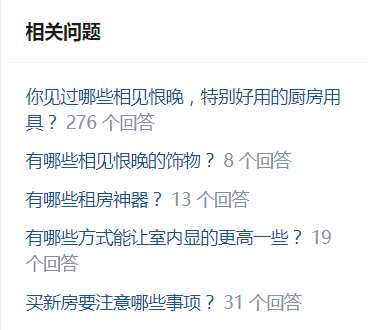 相关问题
你见过哪些相见恨晚，特别好用的厨房用
具？ 276 个回答
有哪些相见恨晚的饰物？ 8 个回答
有哪些租房神器？ 13 个回答
有哪些方式能让室内显的更高一些？ 19
个回答
买新房要注意哪些事项？ 31 个回答